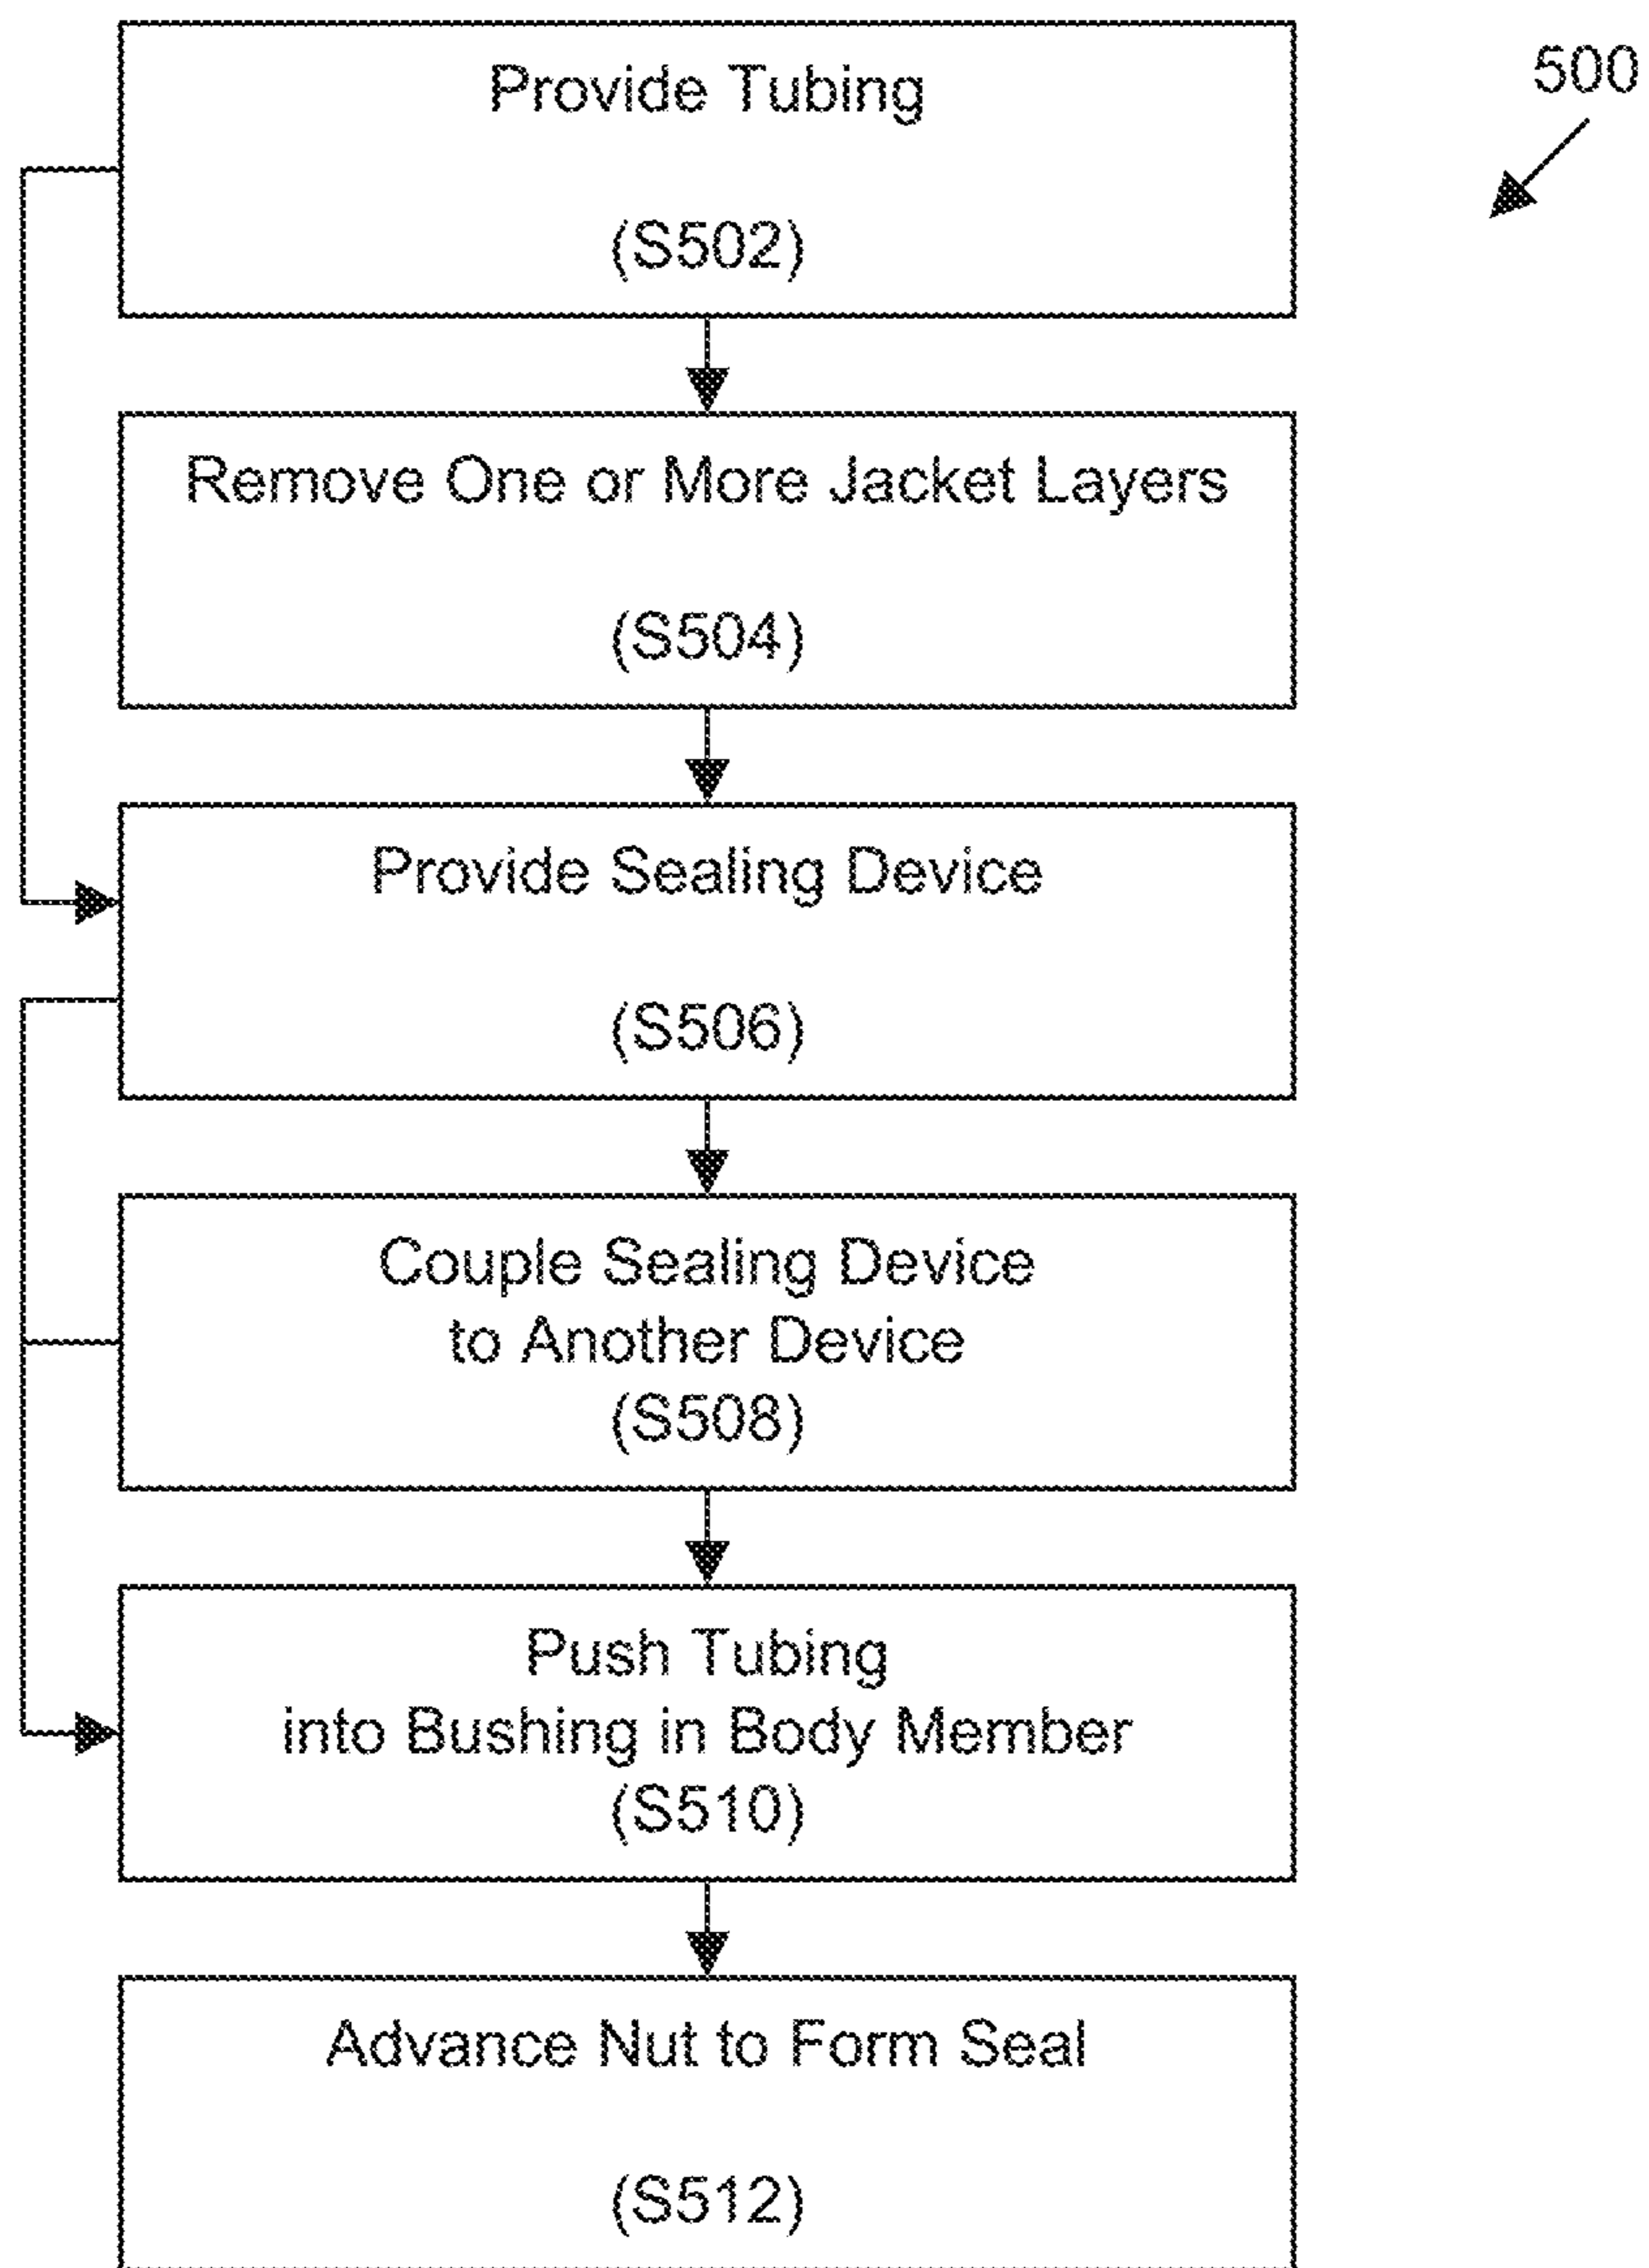 500
Provide Tubing
(S502)
Remove One or More Jacket Layers
(S504)
Provide Sealing Device
(S506)
Couple Sealing Device
to Another Device
(S508)
Push Tubing
into Bushing in Body Member
(S510)
Advance Nut to Form Seal
(S512)